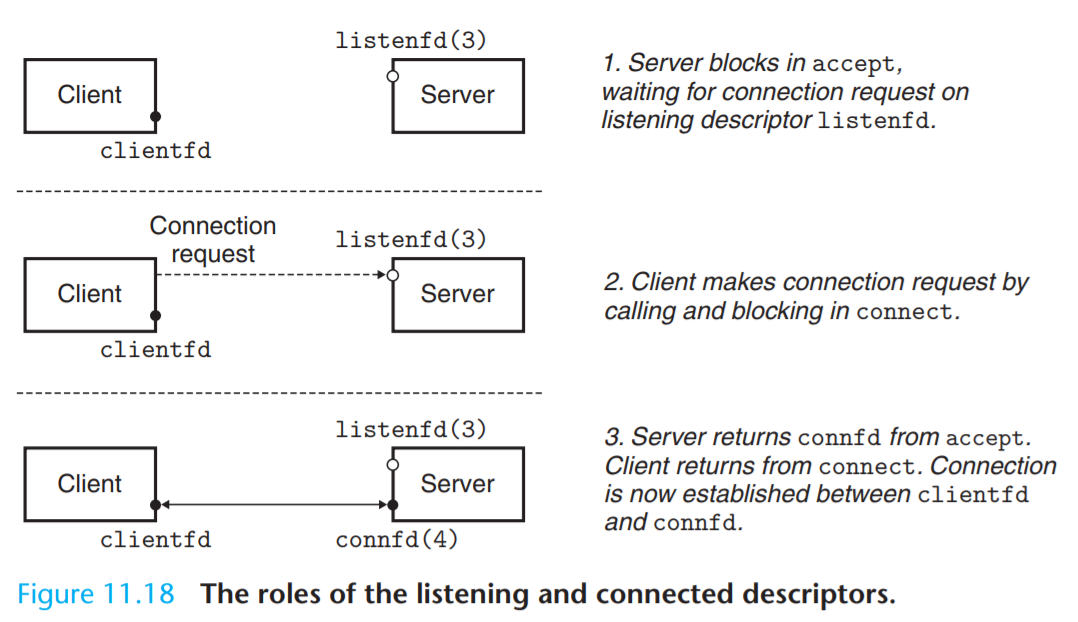 listenfd(3)
Client
Server
clientfd
1. Server blocks in accept,
waiting for connection request on
listening descriptor listenfd.
Connection
request
listenfd(3)
Client
Server
clientfd
2. Client makes connection request by
calling and blocking in connect.
listenfd(3)
Client
Server
clientfd
connfd(4)
3. Server returns connfd from accept.
Client returns from connect. Connection
is now established between clientfd
and connfd.
Figure 11.18 The roles of the listening and connected descriptors.